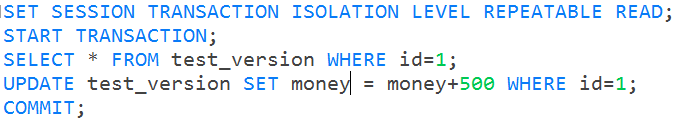 SET SESSION TRANSACTION ISOLATION LEVEL REPEATABLE READ;
START TRANSACTION;
SELECT * FROM test_version WHERE id=1;
UPDATE test_version SET money = money+500 WHERE id=1;
COMMIT;